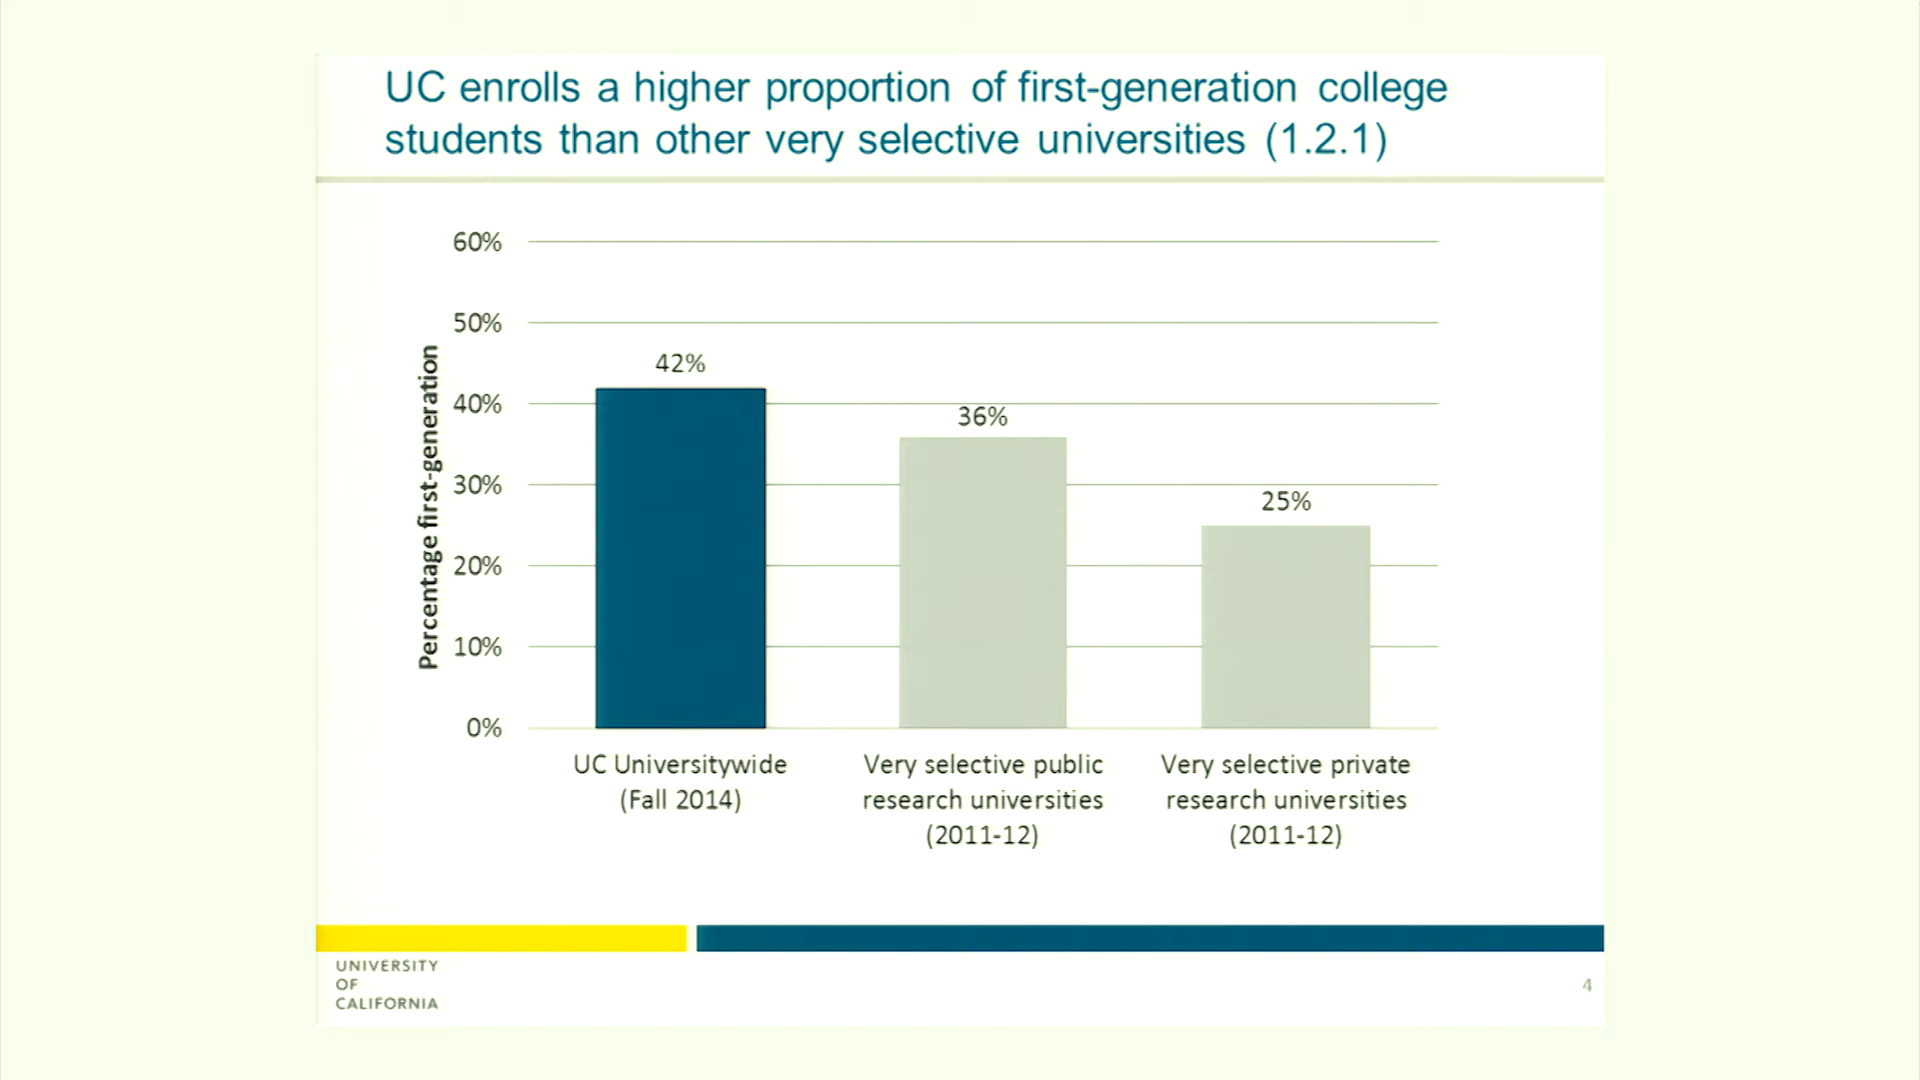 UC enrolls a higher proportion of first-generation college
students than other very selective universities (1.2.1)
60%
50%
40%
30%
20%
10%
0%
Percentage first-generation
42%
36%
25%
UC Universitywide
(Fall 2014)
Very selective public
research universities
(2011-12)
Very selective private
research universities
(2011-12)
UNIVERSITY
OF
CALIFORNIA
4